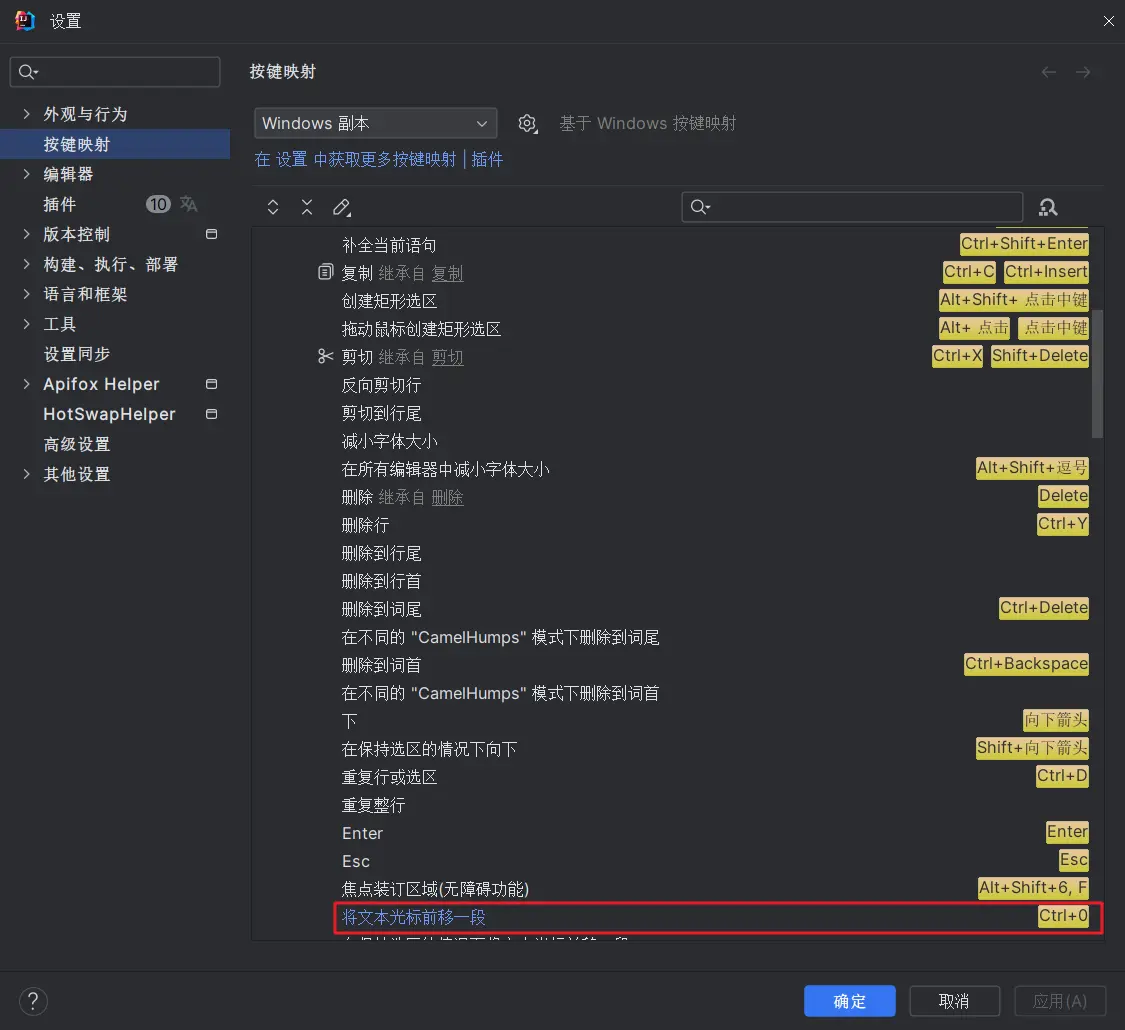 设置
按键映射
外观与行为
按键映射
编辑器
插件 10
版本控制
构建、执行、部署
语言和框架
工具
设置同步
Apifox Helper
HotSwapHelper
高级设置
其他设置
Windows 副本 基于 Windows 按键映射
在 设置 中获取更多按键映射 | 插件
补全当前语句 Ctrl+Shift+Enter
复制 继承自 复制 Ctrl+C Ctrl+Insert
创建矩形选区 Alt+Shift+ 点击中键
拖动鼠标创建矩形选区 Alt+ 点击 点击中键
剪切 继承自 剪切 Ctrl+X Shift+Delete
反向剪切行
剪切到行尾
减小字体大小
在所有编辑器中减小字体大小 Alt+Shift+逗号
删除 继承自 删除 Delete
删除行 Ctrl+Y
删除到行尾
删除到行首
删除到词尾 Ctrl+Delete
在不同的 "CamelHumps" 模式下删除到词尾
删除到词首 Ctrl+Backspace
在不同的 "CamelHumps" 模式下删除到词首
下 向下箭头
在保持选区的情况下向下 Shift+向下箭头
重复行或选区 Ctrl+D
重复整行
Enter Enter
Esc Esc
焦点装订区域(无障碍功能) Alt+Shift+6, F
将文本光标前移一段 Ctrl+0
?
确定 取消 应用(A)